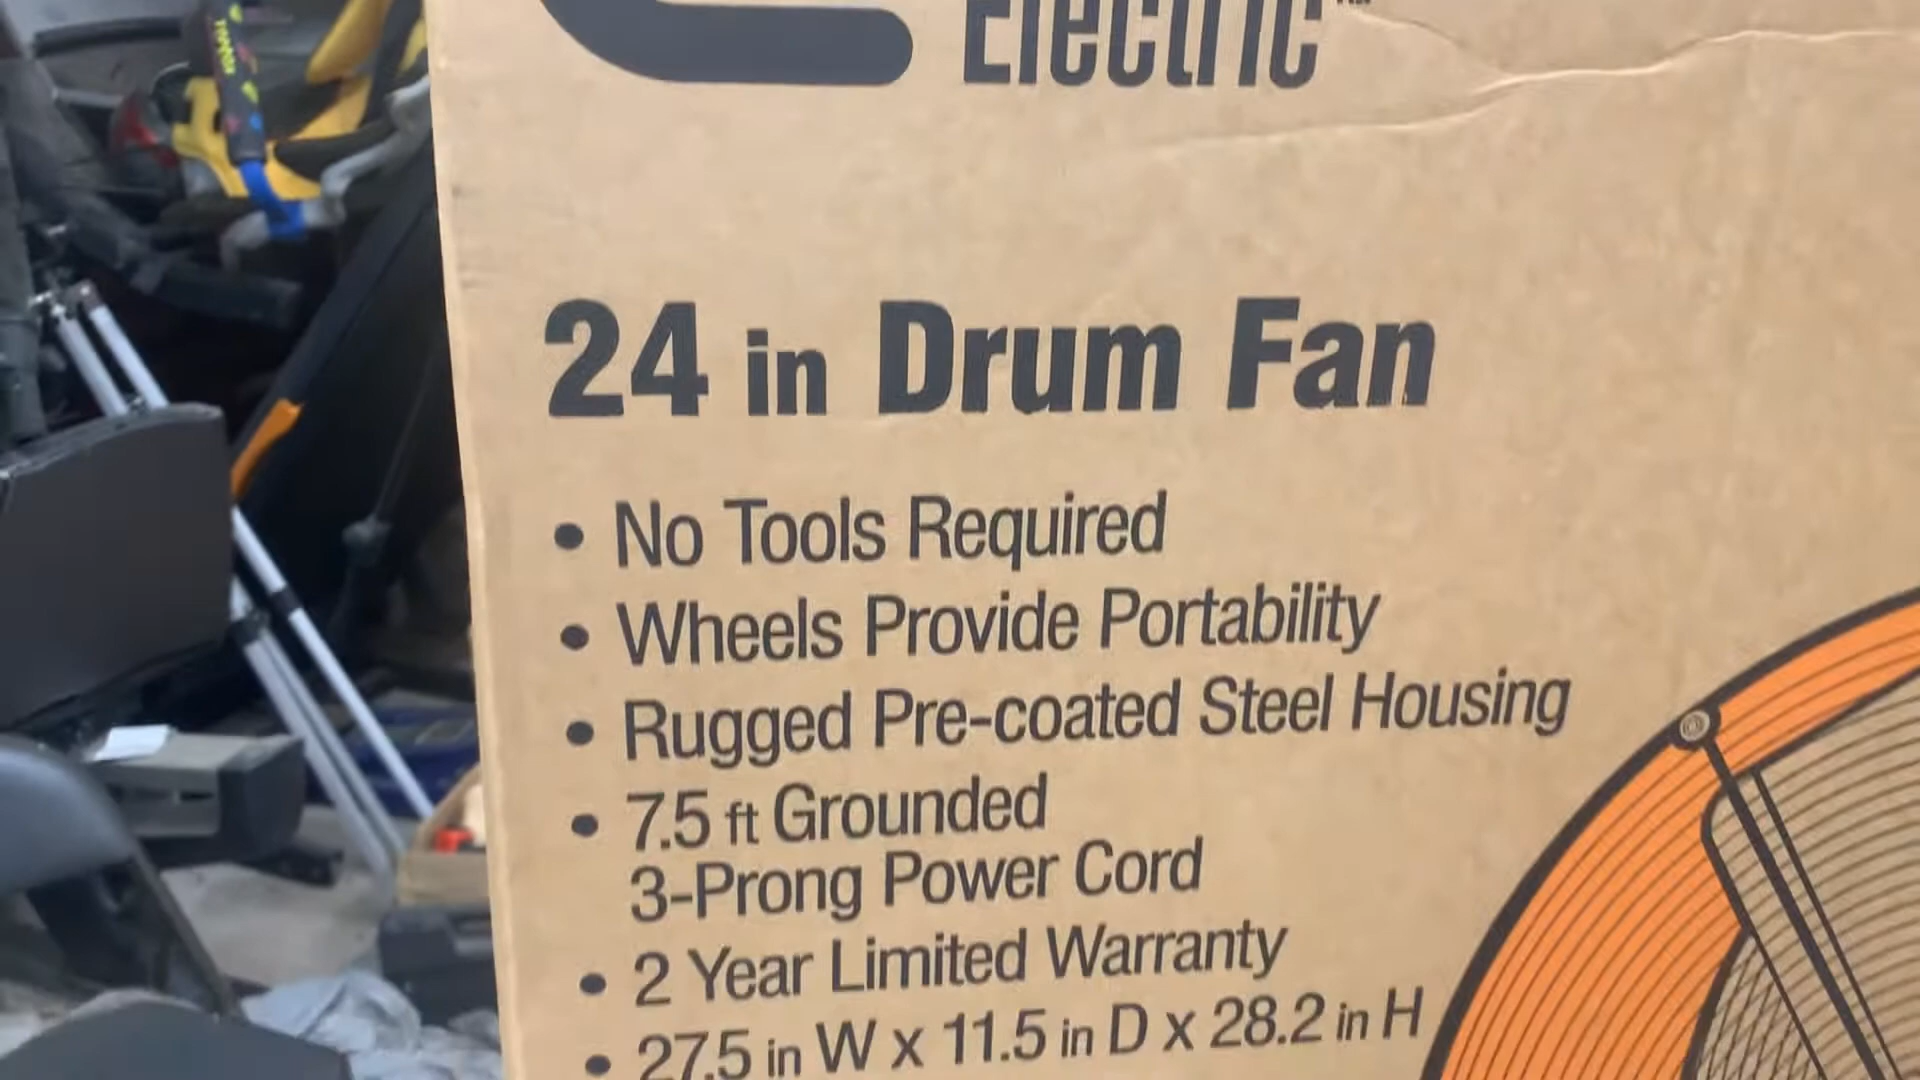 Electric
24 in Drum Fan
• No Tools Required
• Wheels Provide Portability
• Rugged Pre-coated Steel Housing
• 7.5 ft Grounded
3-Prong Power Cord
• 2 Year Limited Warranty
• 27.5 in W x 11.5 in D x 28.2 in H